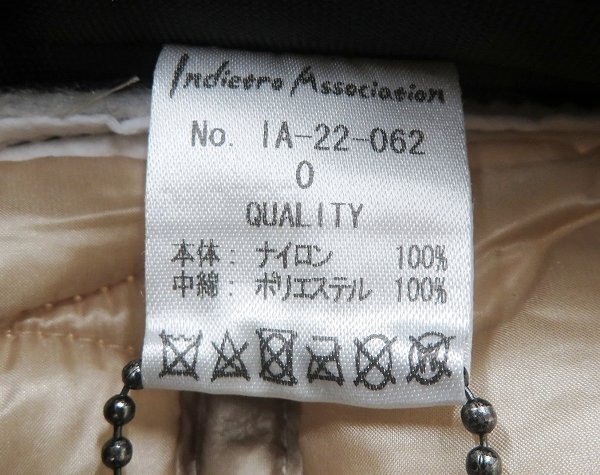 Indietro Association
No. IA-22-062
0
QUALITY
本体: ナイロン 100%
中綿: ポリエステル 100%